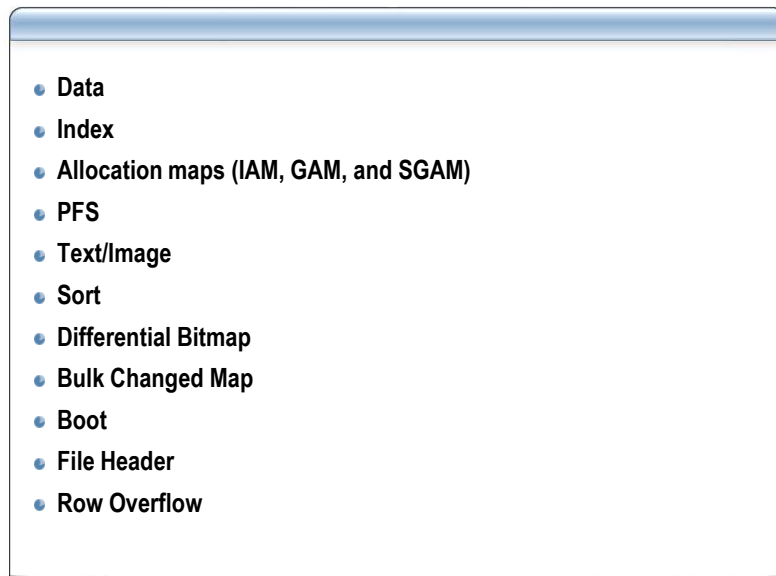 Data
Index
Allocation maps (IAM, GAM, and SGAM)
PFS
Text/Image
Sort
Differential Bitmap
Bulk Changed Map
Boot
File Header
Row Overflow